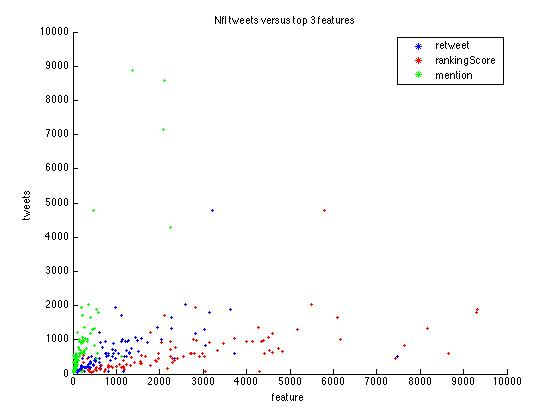 Nfl tweets versus top 3 features
10000
9000
8000
7000
6000
5000
4000
3000
2000
1000
0
tweets
retweet
rankingScore
mention
0 1000 2000 3000 4000 5000 6000 7000 8000 9000 10000
feature